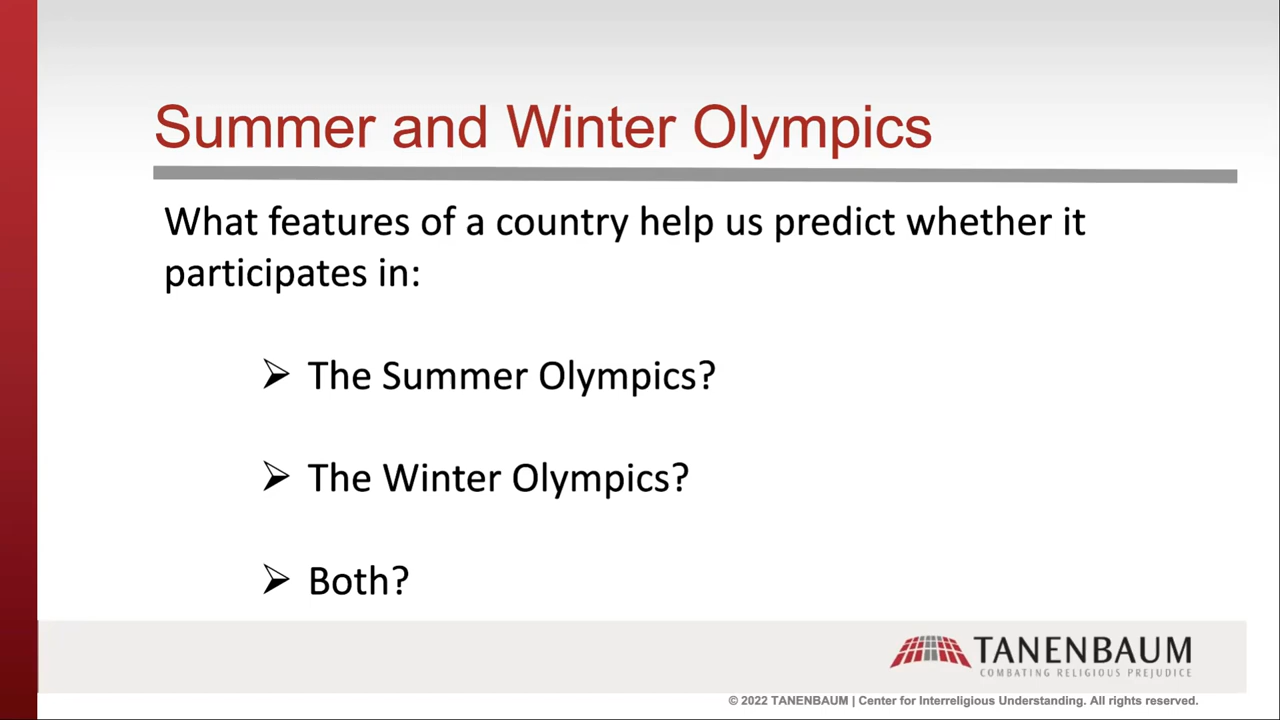 Summer and Winter Olympics
What features of a country help us predict whether it
participates in:
➢ The Summer Olympics?
➢ The Winter Olympics?
➢ Both?
TANENBAUM
COMBATING RELIGIOUS PREJUDICE
© 2022 TANENBAUM | Center for Interreligious Understanding. All rights reserved.